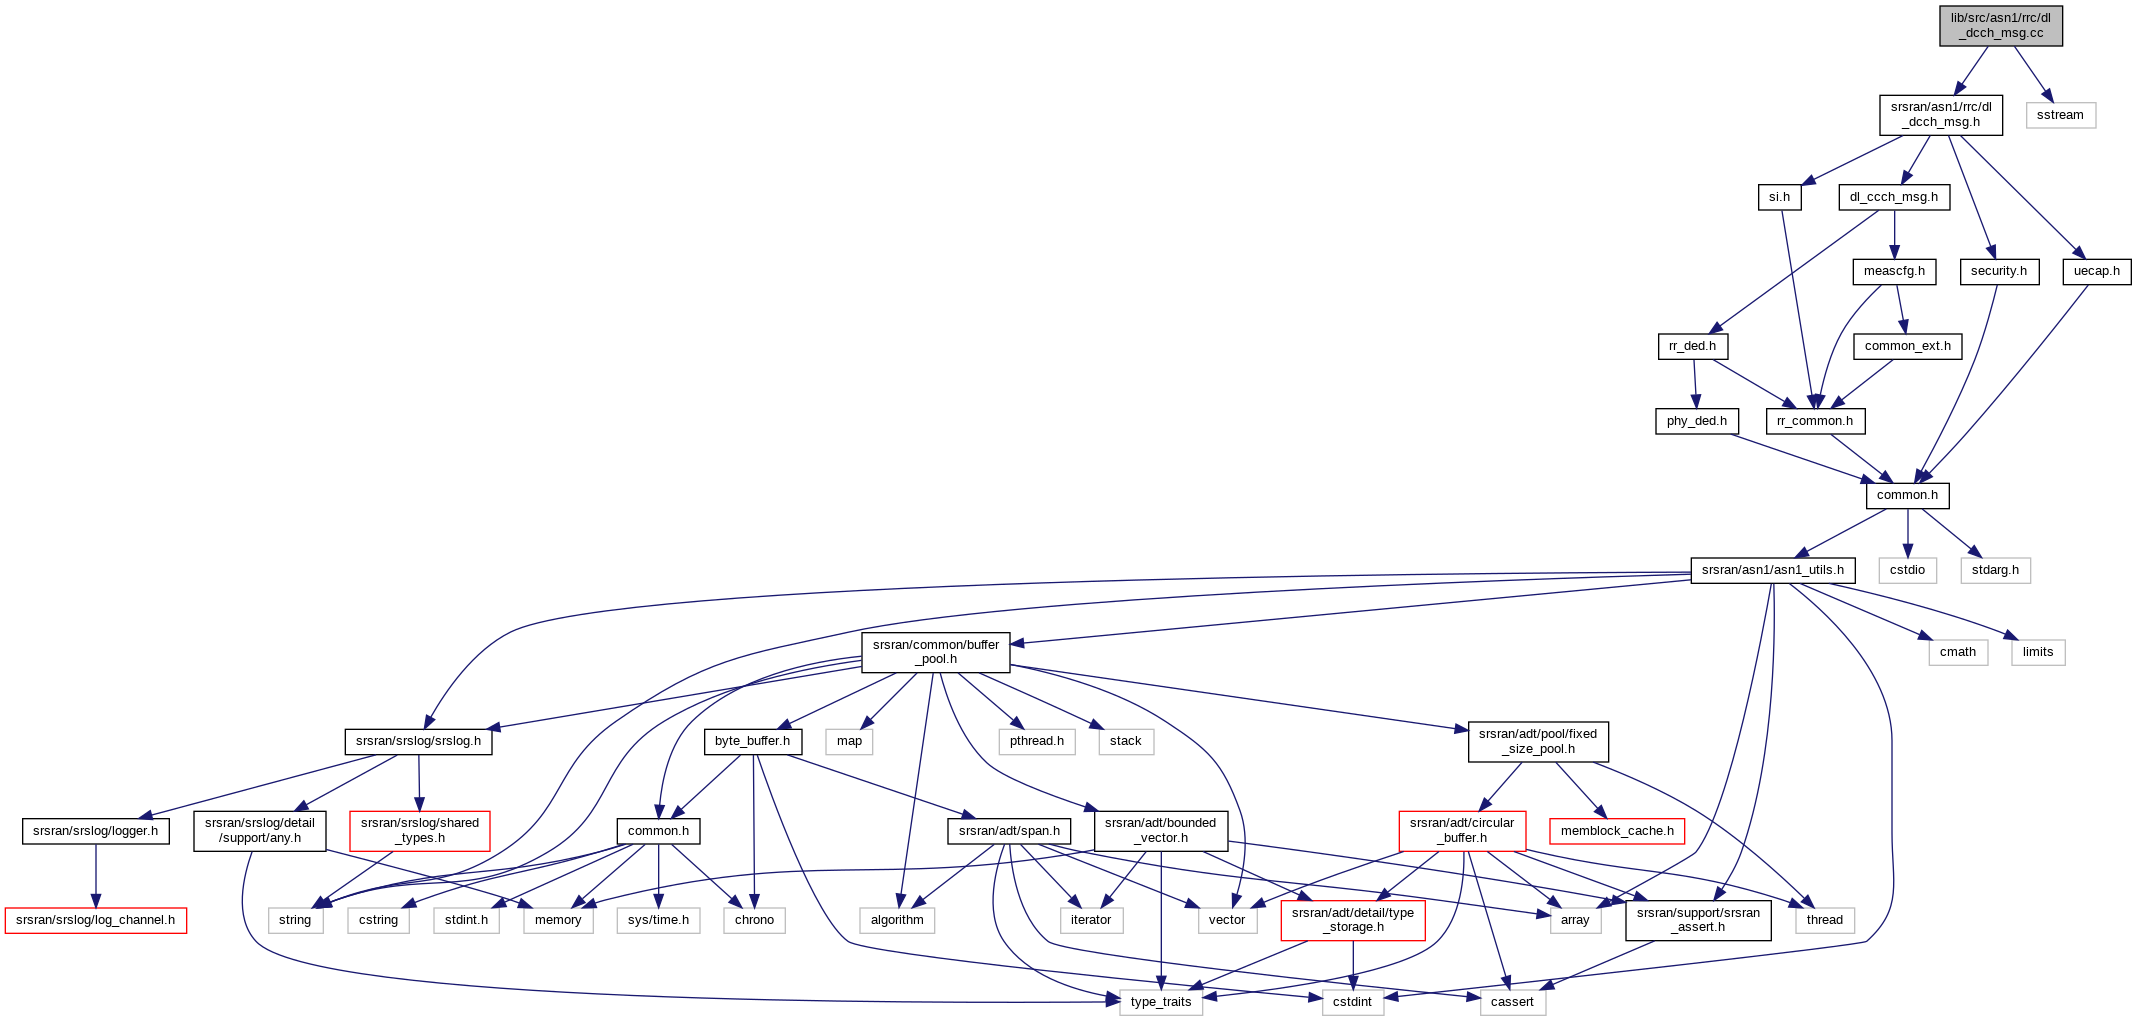 lib/src/asn1/rrc/dl
_dcch_msg.cc
srsran/asn1/rrc/dl
_dcch_msg.h
sstream
si.h
dl_ccch_msg.h
meascfg.h
security.h
uecap.h
rr_ded.h
common_ext.h
phy_ded.h
rr_common.h
common.h
srsran/asn1/asn1_utils.h
cstdio
stdarg.h
srsran/common/buffer
_pool.h
cmath
limits
srsran/srslog/srslog.h
byte_buffer.h
map
pthread.h
stack
srsran/adt/pool/fixed
_size_pool.h
srsran/srslog/logger.h
srsran/srslog/detail
/support/any.h
srsran/srslog/shared
_types.h
common.h
srsran/adt/span.h
srsran/adt/bounded
_vector.h
srsran/adt/circular
_buffer.h
memblock_cache.h
srsran/srslog/log_channel.h
string
cstring
stdint.h
memory
sys/time.h
chrono
algorithm
iterator
vector
srsran/adt/detail/type
_storage.h
array
srsran/support/srsran
_assert.h
thread
type_traits
cstdint
cassert